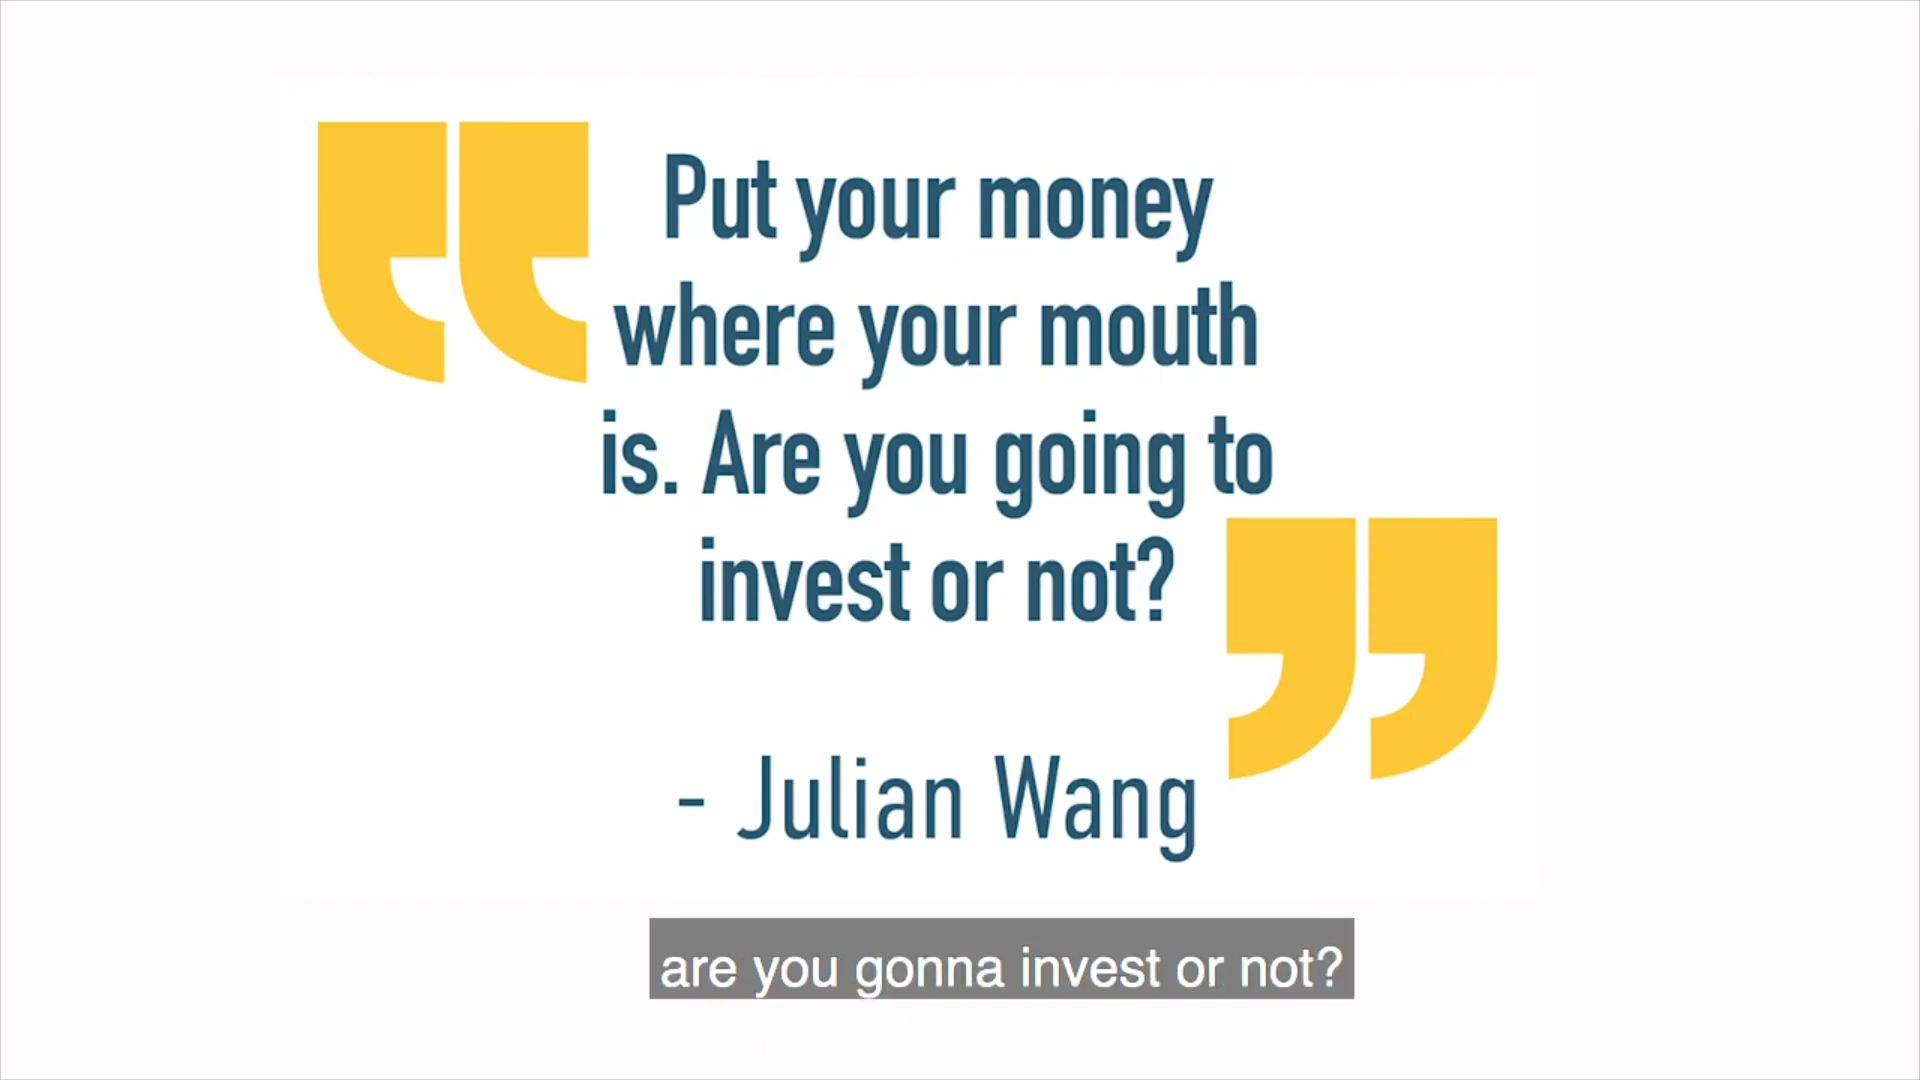 Put your money
where your mouth
is. Are you going to
invest or not?
- Julian Wang
are you gonna invest or not?